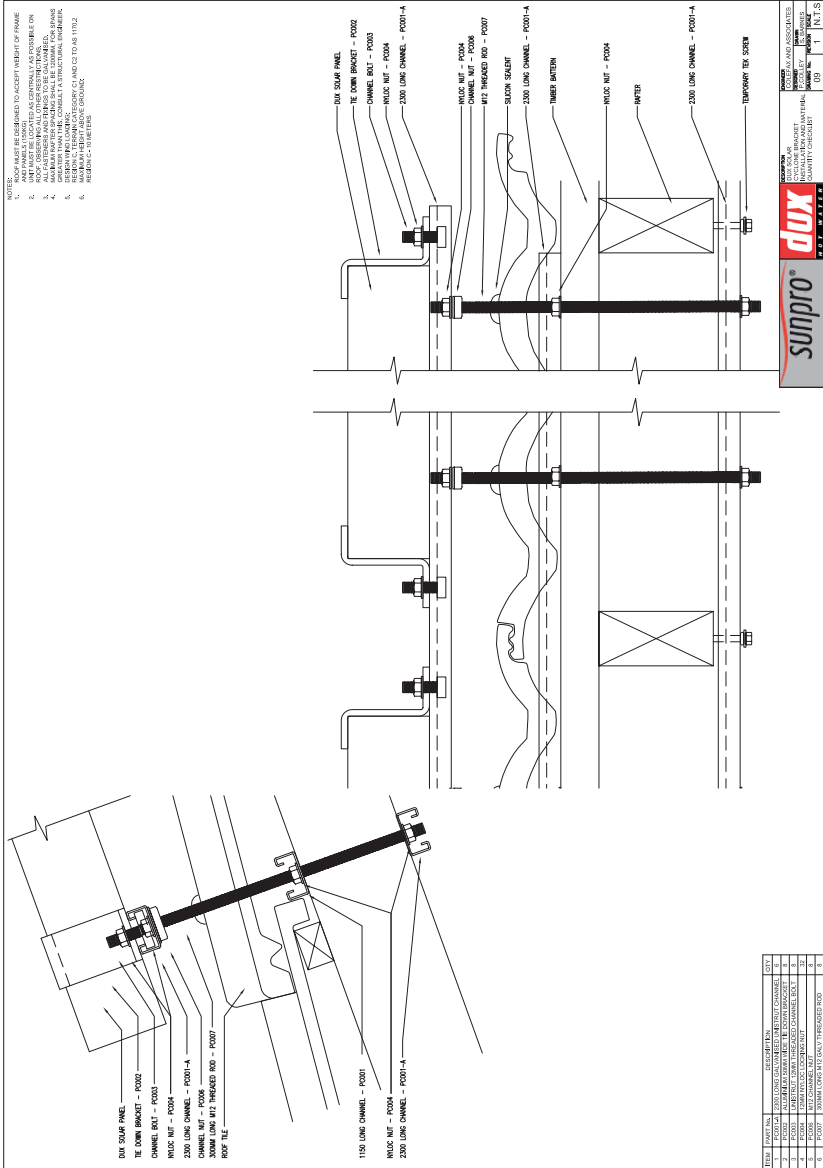 NOTES:
1. ROOF MUST BE DESIGNED TO ACCEPT WEIGHT OF FRAME
AND PANELS (150KG)
2. UNIT MUST BE LOCATED AS CENTRALLY AS POSSIBLE ON
ROOF, OBSERVING ALL OTHER RESTRICTIONS.
3. ALL FASTENERS AND FIXINGS TO BE GALVANISED.
4. MAXIMUM RAFTER SPACING SHALL BE 1200MM. FOR SPANS
GREATER THAN THIS, CONSULT A STRUCTURAL ENGINEER.
5. DESIGN WIND LOADING:
REGION C, TERRAIN CATEGORY C1 AND C2 TO AS 1170.2
6. MAXIMUM HEIGHT ABOVE GROUND:
REGION C - 10 METERS
DUX SOLAR PANEL
TIE DOWN BRACKET - PC002
CHANNEL BOLT - PC003
NYLOC NUT - PC004
2300 LONG CHANNEL - PC001-A
NYLOC NUT - PC004
CHANNEL NUT - PC006
M12 THREADED ROD - PC007
SILICON SEALENT
2300 LONG CHANNEL - PC001-A
TIMBER BATTERN
NYLOC NUT - PC004
RAFTER
2300 LONG CHANNEL - PC001-A
TEMPORARY TEK SCREW
DUX SOLAR PANEL
TIE DOWN BRACKET - PC002
CHANNEL BOLT - PC003
NYLOC NUT - PC004
2300 LONG CHANNEL - PC001-A
CHANNEL NUT - PC006
300MM LONG M12 THREADED ROD - PC007
ROOF TILE
1150 LONG CHANNEL - PC001
NYLOC NUT - PC004
2300 LONG CHANNEL - PC001-A
ITEM PART No. DESCRIPTION QTY
1 PC001-A 2300 LONG GALVANISED UNISTRUT CHANNEL 6
2 PC002 ALUMINIUM 50MM WIDE TIE DOWN BRACKET 8
3 PC003 UNISTRUT 12MM THREADED CHANNEL BOLT 8
4 PC004 12MM NYLOC LOCKING NUT 32
5 PC006 M12 CHANNEL NUT 8
6 PC007 300MM LONG M12 GALV THREADED ROD 8
sunpro®
dux
HOT WATER
DESCRIPTION
DUX SOLAR
CYCLONE BRACKET
INSTALLATION AND MATERIAL
QUANTITY CHECKLIST
ENGINEER
COLEFAX AND ASSOCIATES
DESIGNED
P.COLLEY
DRAWN
S. BARNES
DRAWING No.
09
REVISION
1
SCALE
N.T.S